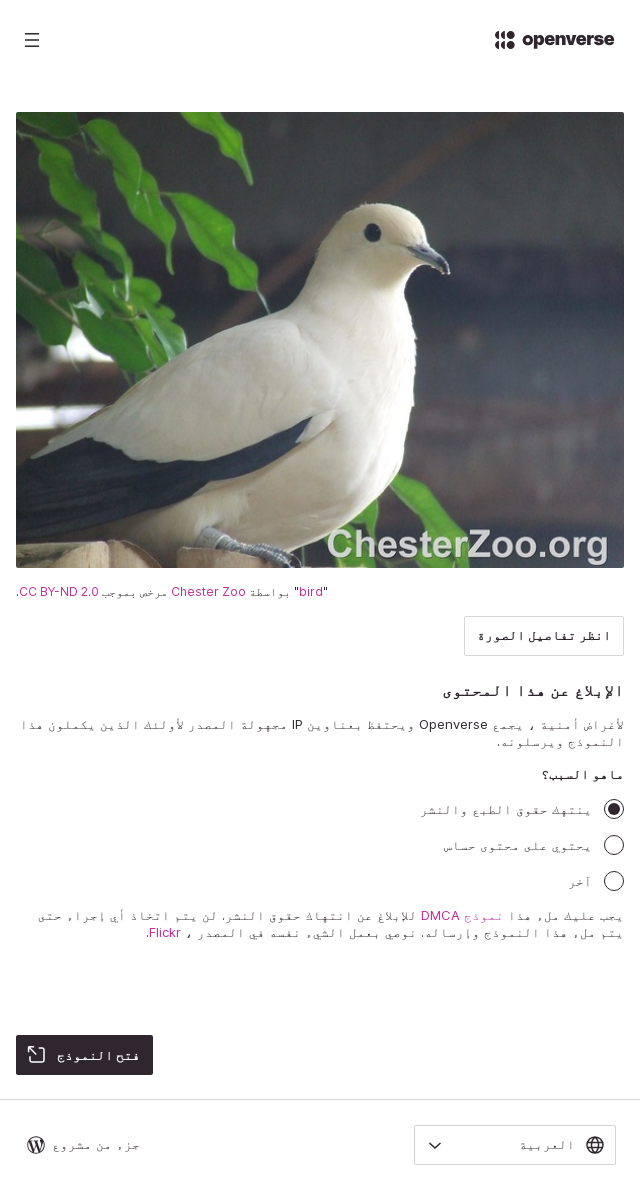 openverse
ChesterZoo.org
"bird" بواسطة Chester Zoo مرخص بموجب CC BY-ND 2.0.
انظر تفاصيل الصورة
الإبلاغ عن هذا المحتوى
لأغراض أمنية ، يجمع Openverse ويحتفظ بعناوين IP مجهولة المصدر لأولئك الذين يكملون هذا
النموذج ويرسلونه.
ماهو السبب؟
ينتهك حقوق الطبع والنشر
يحتوي على محتوى حساس
آخر
يجب عليك ملء هذا نموذج DMCA للإبلاغ عن انتهاك حقوق النشر. لن يتم اتخاذ أي إجراء حتى
يتم ملء هذا النموذج وإرساله. نوصي بعمل الشيء نفسه في المصدر ، Flickr.
فتح النموذج
العربية
جزء من مشروع